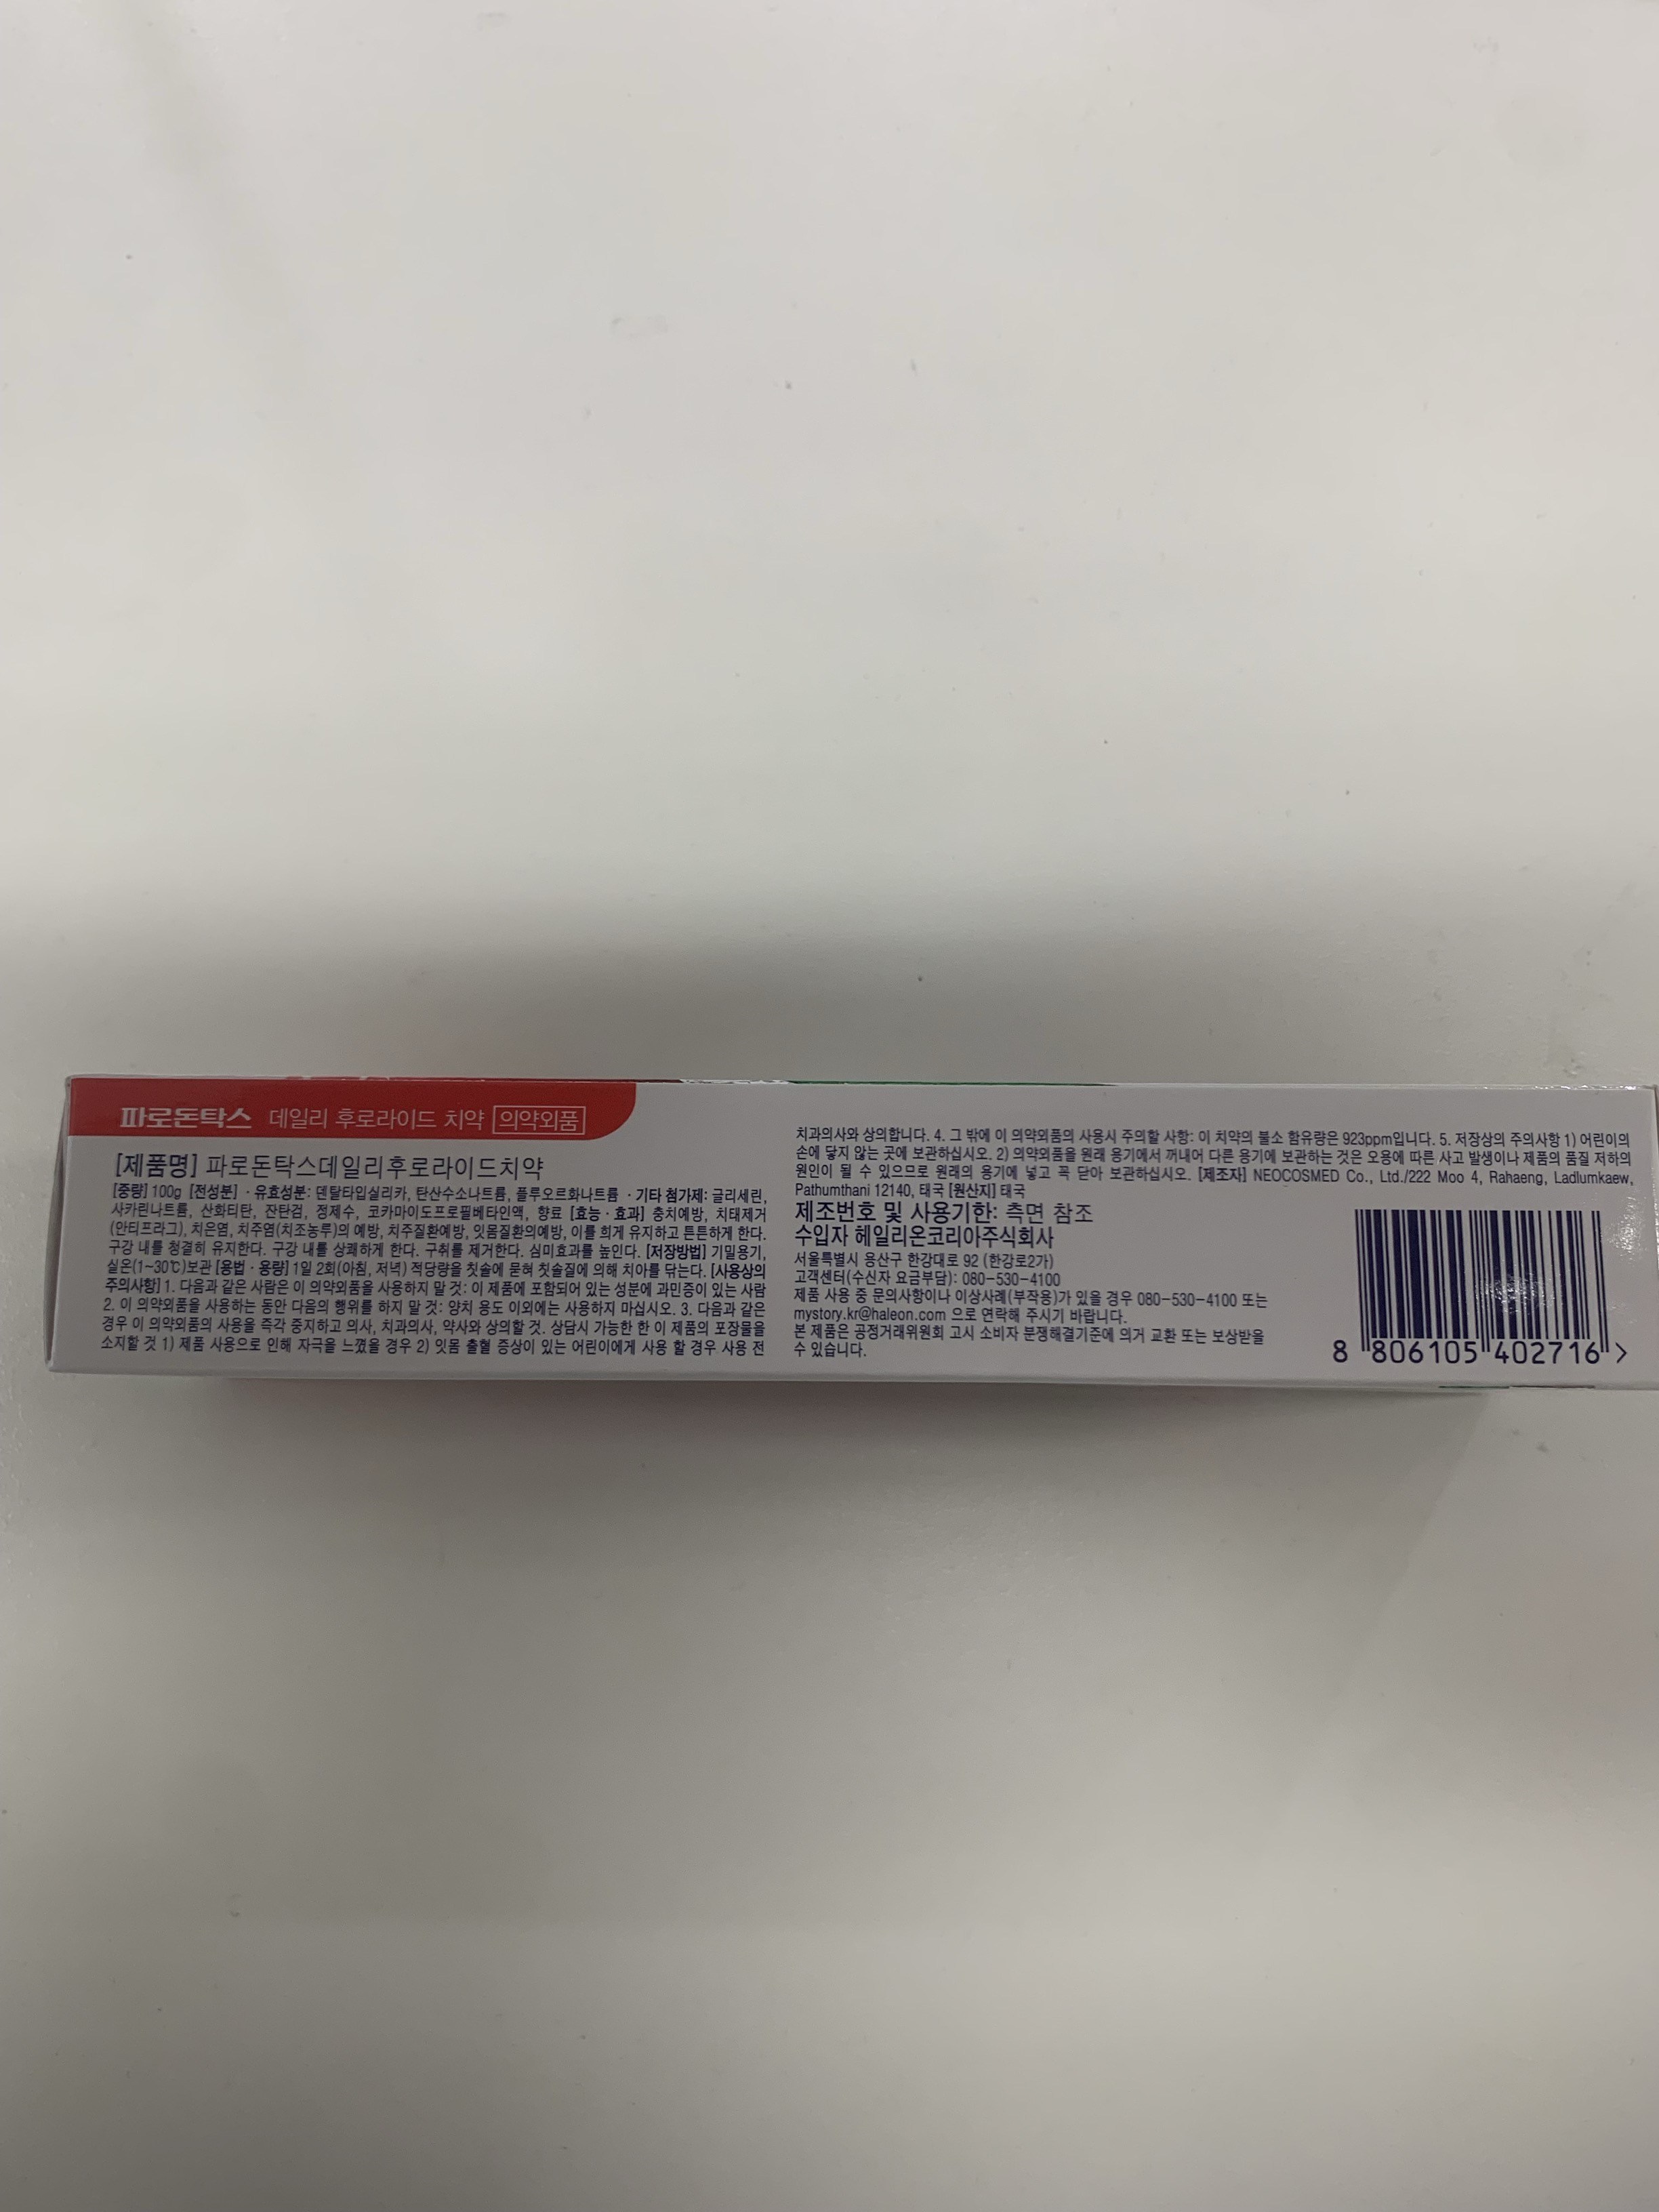 파로돈탁스 데일리 후로라이드 치약 의약외품
[제품명] 파로돈탁스데일리후로라이드치약
[중량] 100g [전성분] · 유효성분: 덴탈타입실리카, 탄산수소나트륨, 플루오르화나트륨 · 기타 첨가제: 글리세린,
사카린나트륨, 산화티탄, 잔탄검, 정제수, 코카마이도프로필베타인액, 향료 [효능 · 효과] 충치예방, 치태제거
(안티프라그), 치은염, 치주염(치조농루)의 예방, 치주질환예방, 잇몸질환의예방, 이를 희게 유지하고 튼튼하게 한다.
구강 내를 청결히 유지한다. 구강 내를 상쾌하게 한다. 구취를 제거한다. 심미효과를 높인다. [저장방법] 기밀용기,
실온(1~30℃)보관 [용법 · 용량] 1일 2회(아침, 저녁) 적당량을 칫솔에 묻혀 칫솔질에 의해 치아를 닦는다. [사용상의
주의사항] 1. 다음과 같은 사람은 이 의약외품을 사용하지 말 것: 이 제품에 포함되어 있는 성분에 과민증이 있는 사람
2. 이 의약외품을 사용하는 동안 다음의 행위를 하지 말 것: 양치 용도 이외에는 사용하지 마십시오. 3. 다음과 같은
경우 이 의약외품의 사용을 즉각 중지하고 의사, 치과의사, 약사와 상의할 것. 상담시 가능한 한 이 제품의 포장물을
소지할 것 1) 제품 사용으로 인해 자극을 느꼈을 경우 2) 잇몸 출혈 증상이 있는 어린이에게 사용 할 경우 사용 전
치과의사와 상의합니다. 4. 그 밖에 이 의약외품의 사용시 주의할 사항: 이 치약의 불소 함유량은 923ppm입니다. 5. 저장상의 주의사항 1) 어린이의
손에 닿지 않는 곳에 보관하십시오. 2) 의약외품을 원래 용기에서 꺼내어 다른 용기에 보관하는 것은 오용에 따른 사고 발생이나 제품의 품질 저하의
원인이 될 수 있으므로 원래의 용기에 넣고 꼭 닫아 보관하십시오. [제조자] NEOCOSMED Co., Ltd./222 Moo 4, Rahaeng, Ladlumkaew,
Pathumthani 12140, 태국 [원산지] 태국
제조번호 및 사용기한: 측면 참조
수입자 헤일리온코리아주식회사
서울특별시 용산구 한강대로 92 (한강로2가)
고객센터(수신자 요금부담): 080-530-4100
제품 사용 중 문의사항이나 이상사례(부작용)가 있을 경우 080-530-4100 또는
mystory.kr@haleon.com 으로 연락해 주시기 바랍니다.
본 제품은 공정거래위원회 고시 소비자 분쟁해결기준에 의거 교환 또는 보상받을
수 있습니다.
8 806105 402716 >